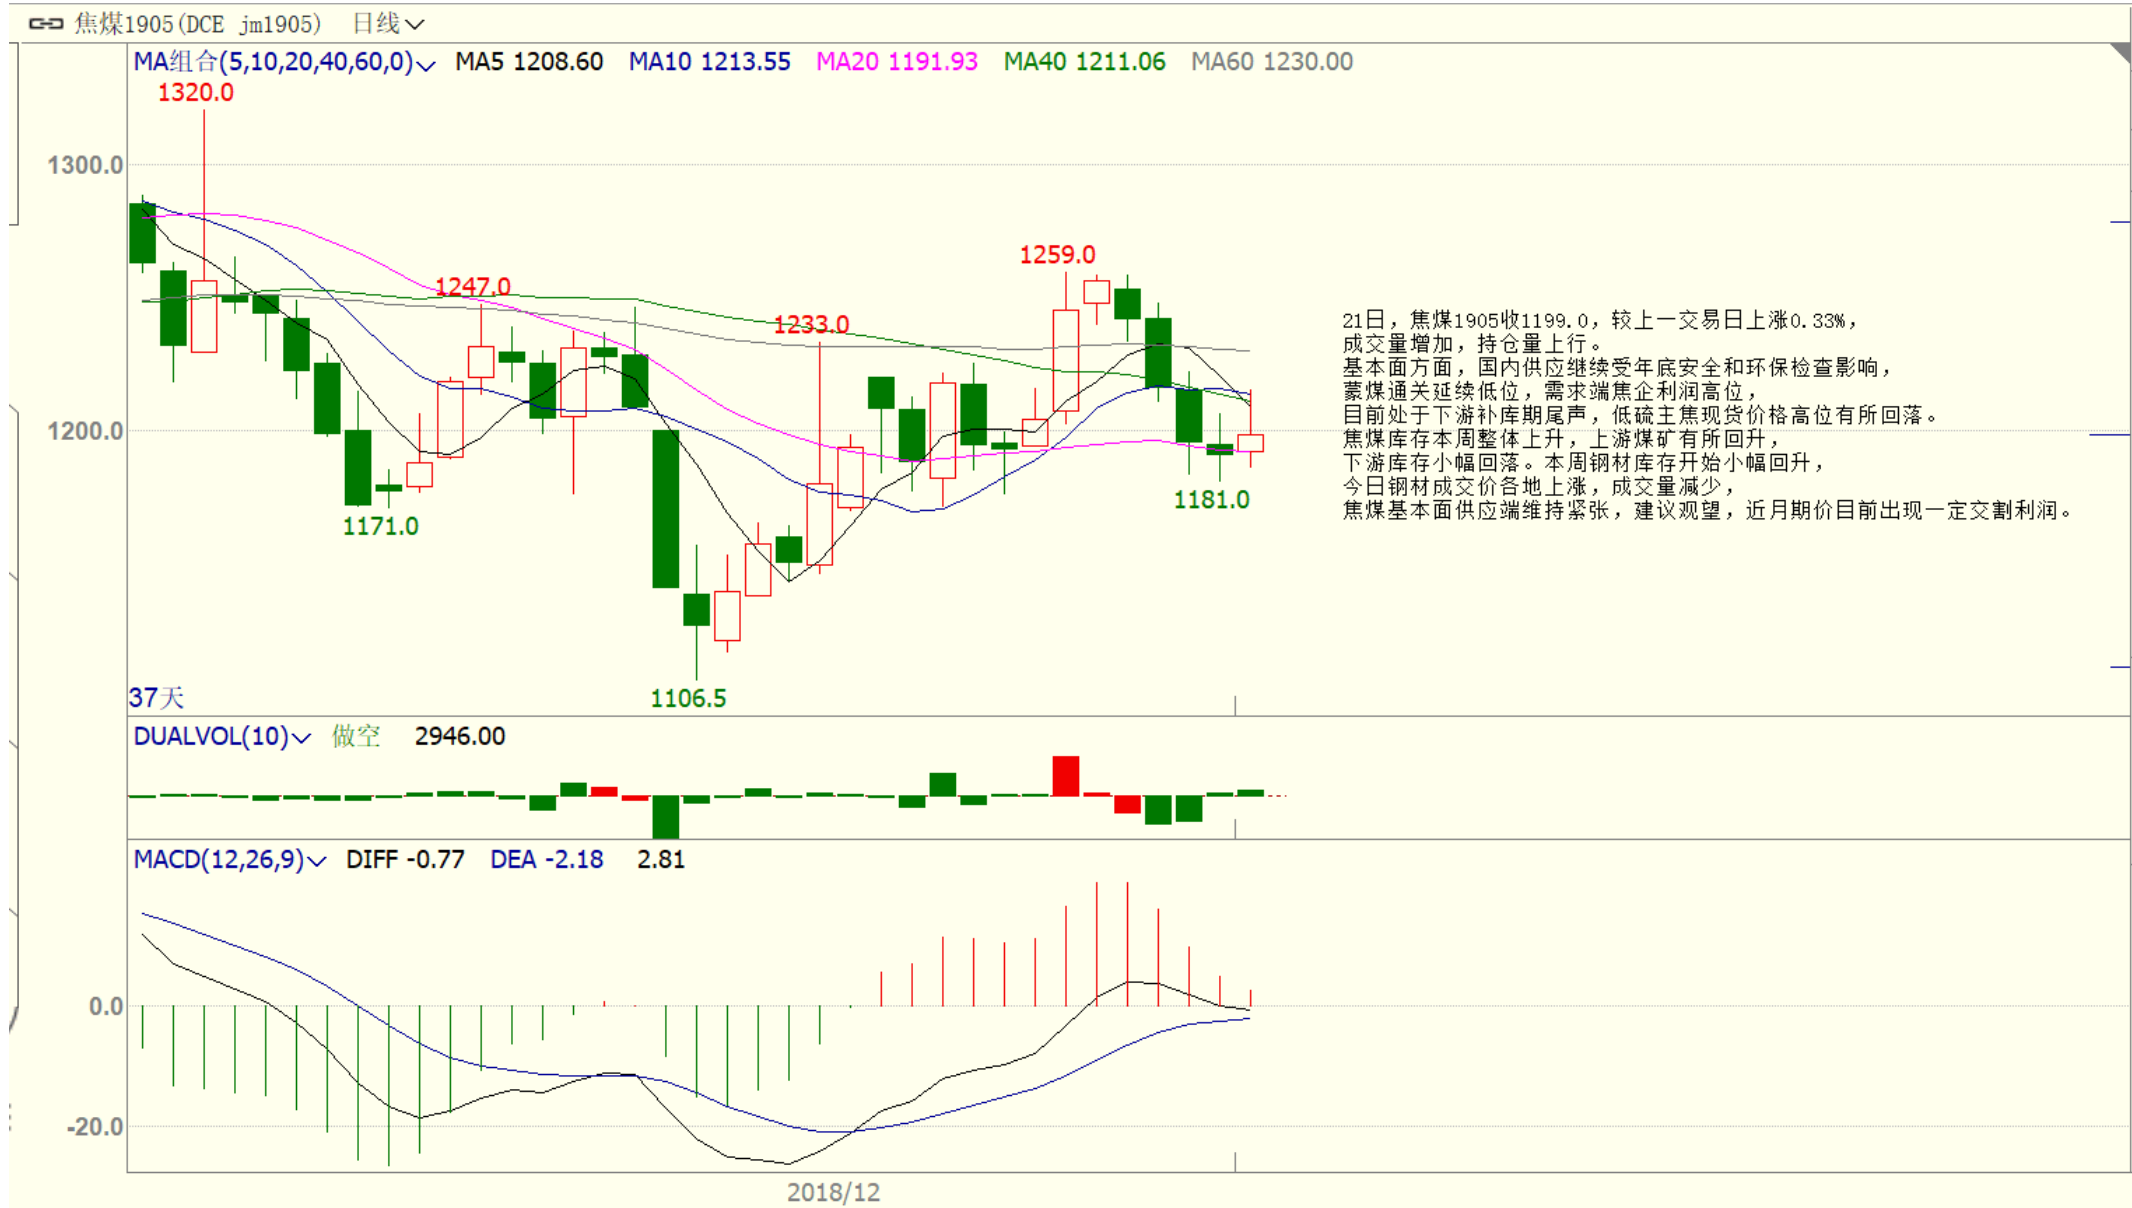 焦煤1905(DCE jm1905) 日线
MA组合(5,10,20,40,60,0) MA5 1208.60 MA10 1213.55 MA20 1191.93 MA40 1211.06 MA60 1230.00
1320.0
1300.0
1259.0
1247.0
1233.0
21日，焦煤1905收1199.0，较上一交易日上涨0.33%，
成交量增加，持仓量上行。
基本面方面，国内供应继续受年底安全和环保检查影响，
蒙煤通关延续低位，需求端焦企利润高位，
目前处于下游补库期尾声，低硫主焦现货价格高位有所回落。
焦煤库存本周整体上升，上游煤矿有所回升，
下游库存小幅回落。本周钢材库存开始小幅回升，
今日钢材成交价各地上涨，成交量减少，
焦煤基本面供应端维持紧张，建议观望，近月期价目前出现一定交割利润。
1200.0
1181.0
1171.0
1106.5
37天
DUALVOL(10) 做空 2946.00
MACD(12,26,9) DIFF -0.77 DEA -2.18 2.81
0.0
-20.0
2018/12